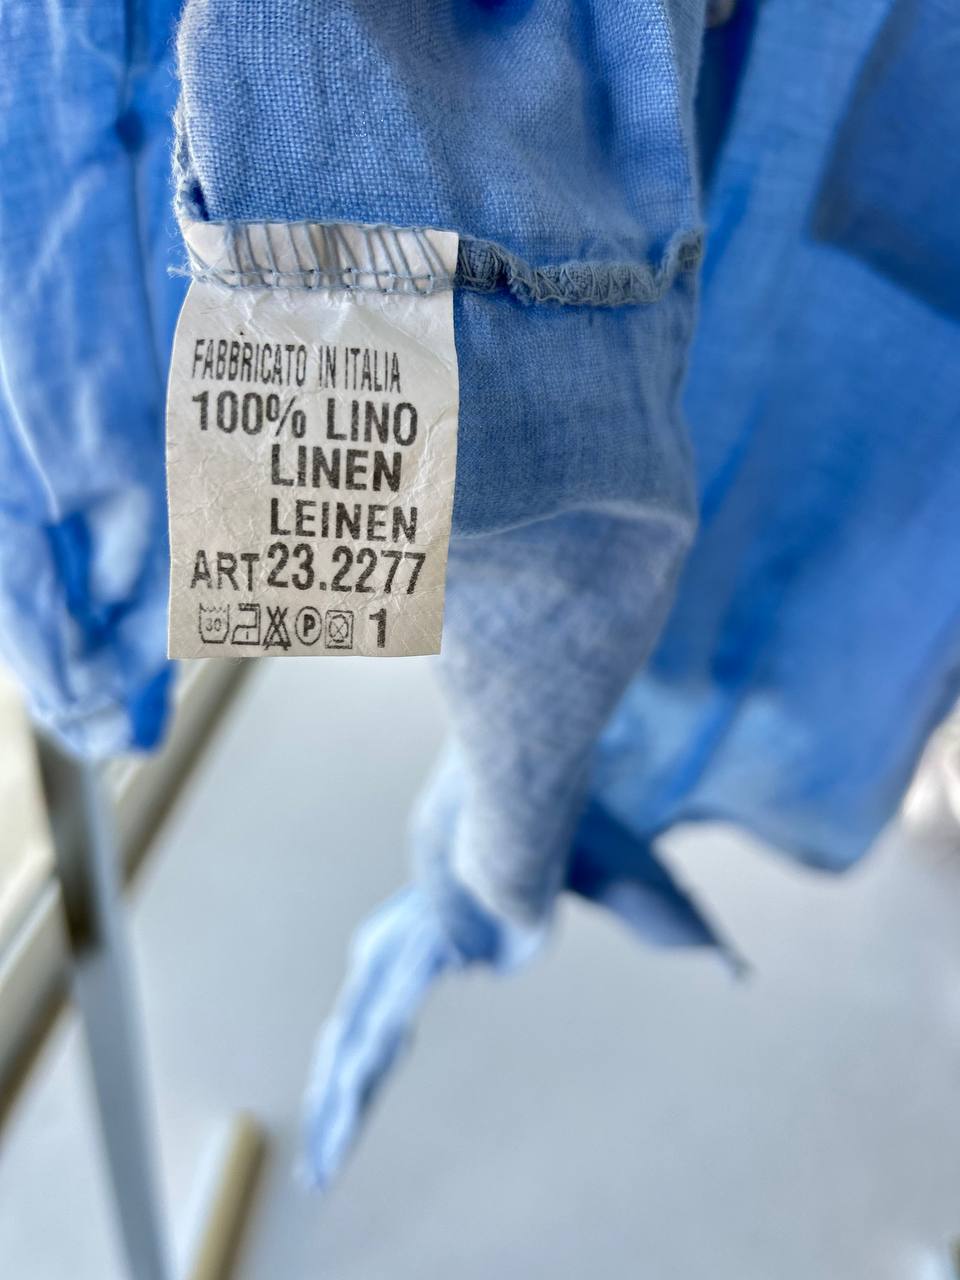 FABBRICATO IN ITALIA
100% LINO
LINEN
LEINEN
ART 23.2277
30 P 1